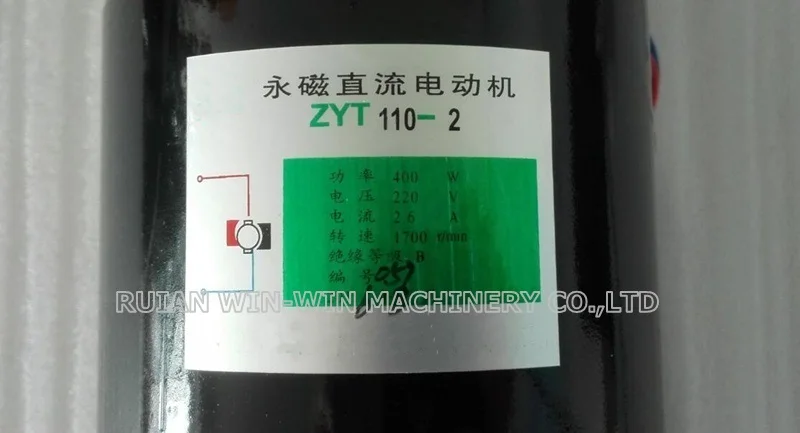 永磁直流电动机
ZYT 110-2
功率 400 W
电压 220 V
电流 2.6 A
转速 1700 r/min
绝缘等级 B
编号 057
RUIAN WIN-WIN MACHINERY CO.,LTD